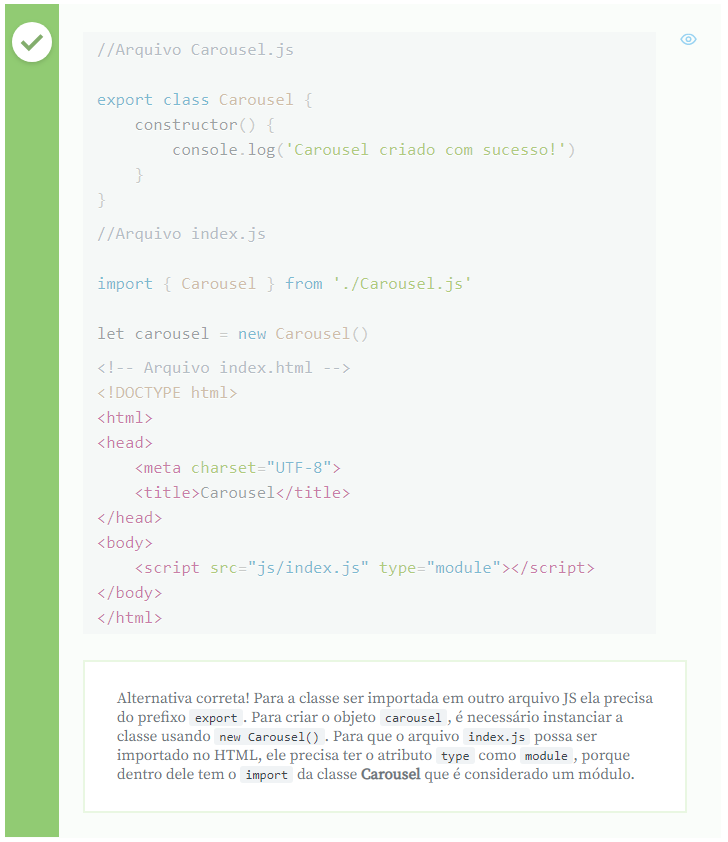 //Arquivo Carousel.js
export class Carousel {
    constructor() {
        console.log('Carousel criado com sucesso!')
    }
}
//Arquivo index.js
import { Carousel } from './Carousel.js'
let carousel = new Carousel()
<!-- Arquivo index.html -->
<!DOCTYPE html>
<html>
<head>
    <meta charset="UTF-8">
    <title>Carousel</title>
</head>
<body>
    <script src="js/index.js" type="module"></script>
</body>
</html>
Alternativa correta! Para a classe ser importada em outro arquivo JS ela precisa
do prefixo export. Para criar o objeto carousel, é necessário instanciar a
classe usando new Carousel(). Para que o arquivo index.js possa ser
importado no HTML, ele precisa ter o atributo type como module, porque
dentro dele tem o import da classe Carousel que é considerado um módulo.